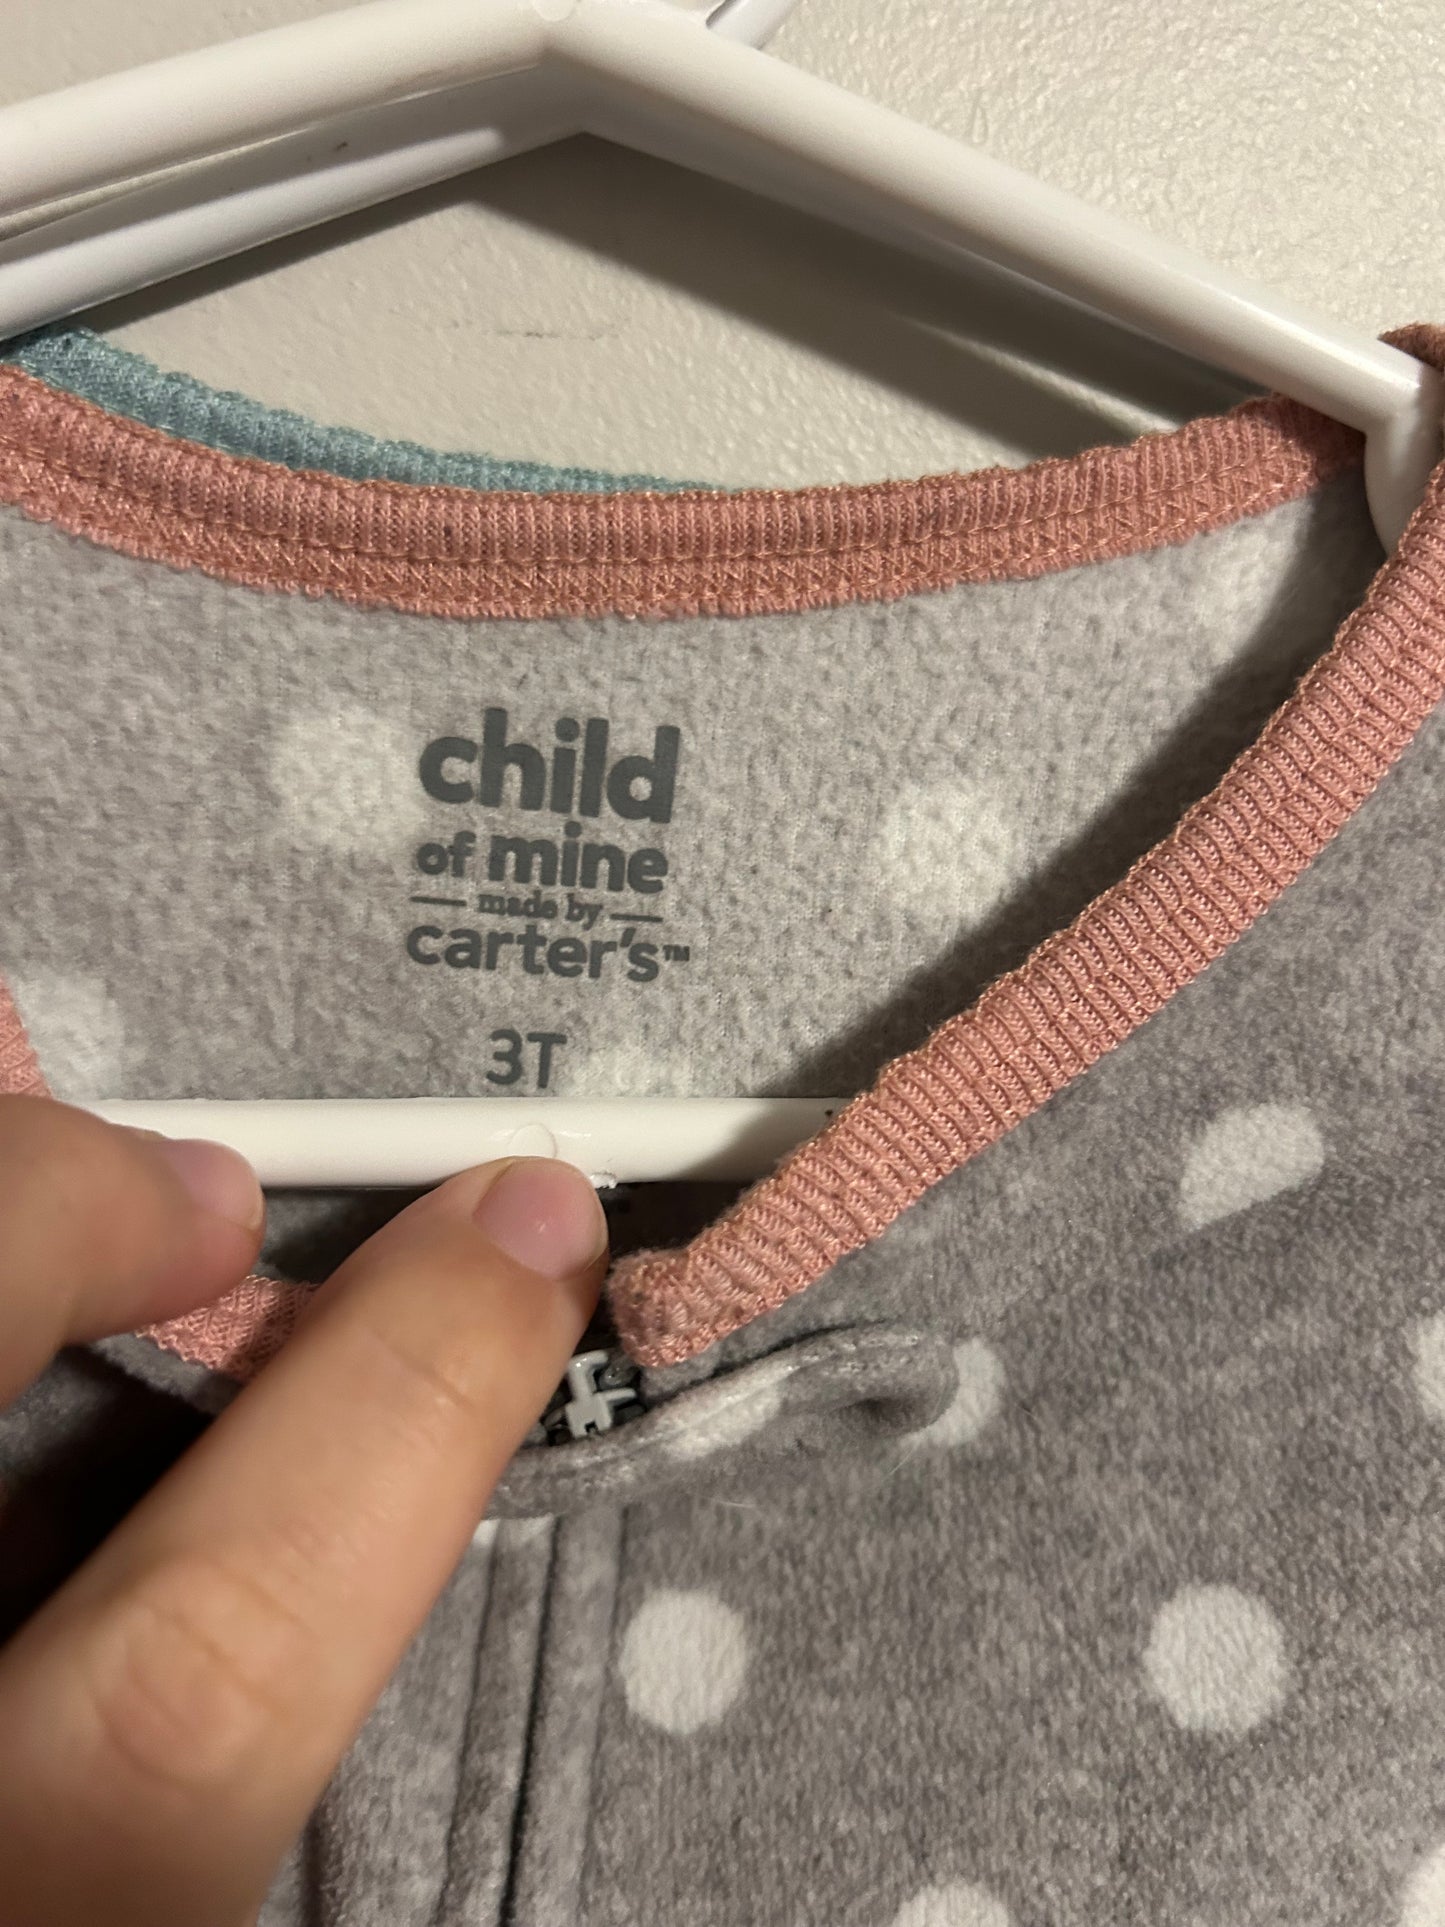 child
of mine
made by
carter's™
3T